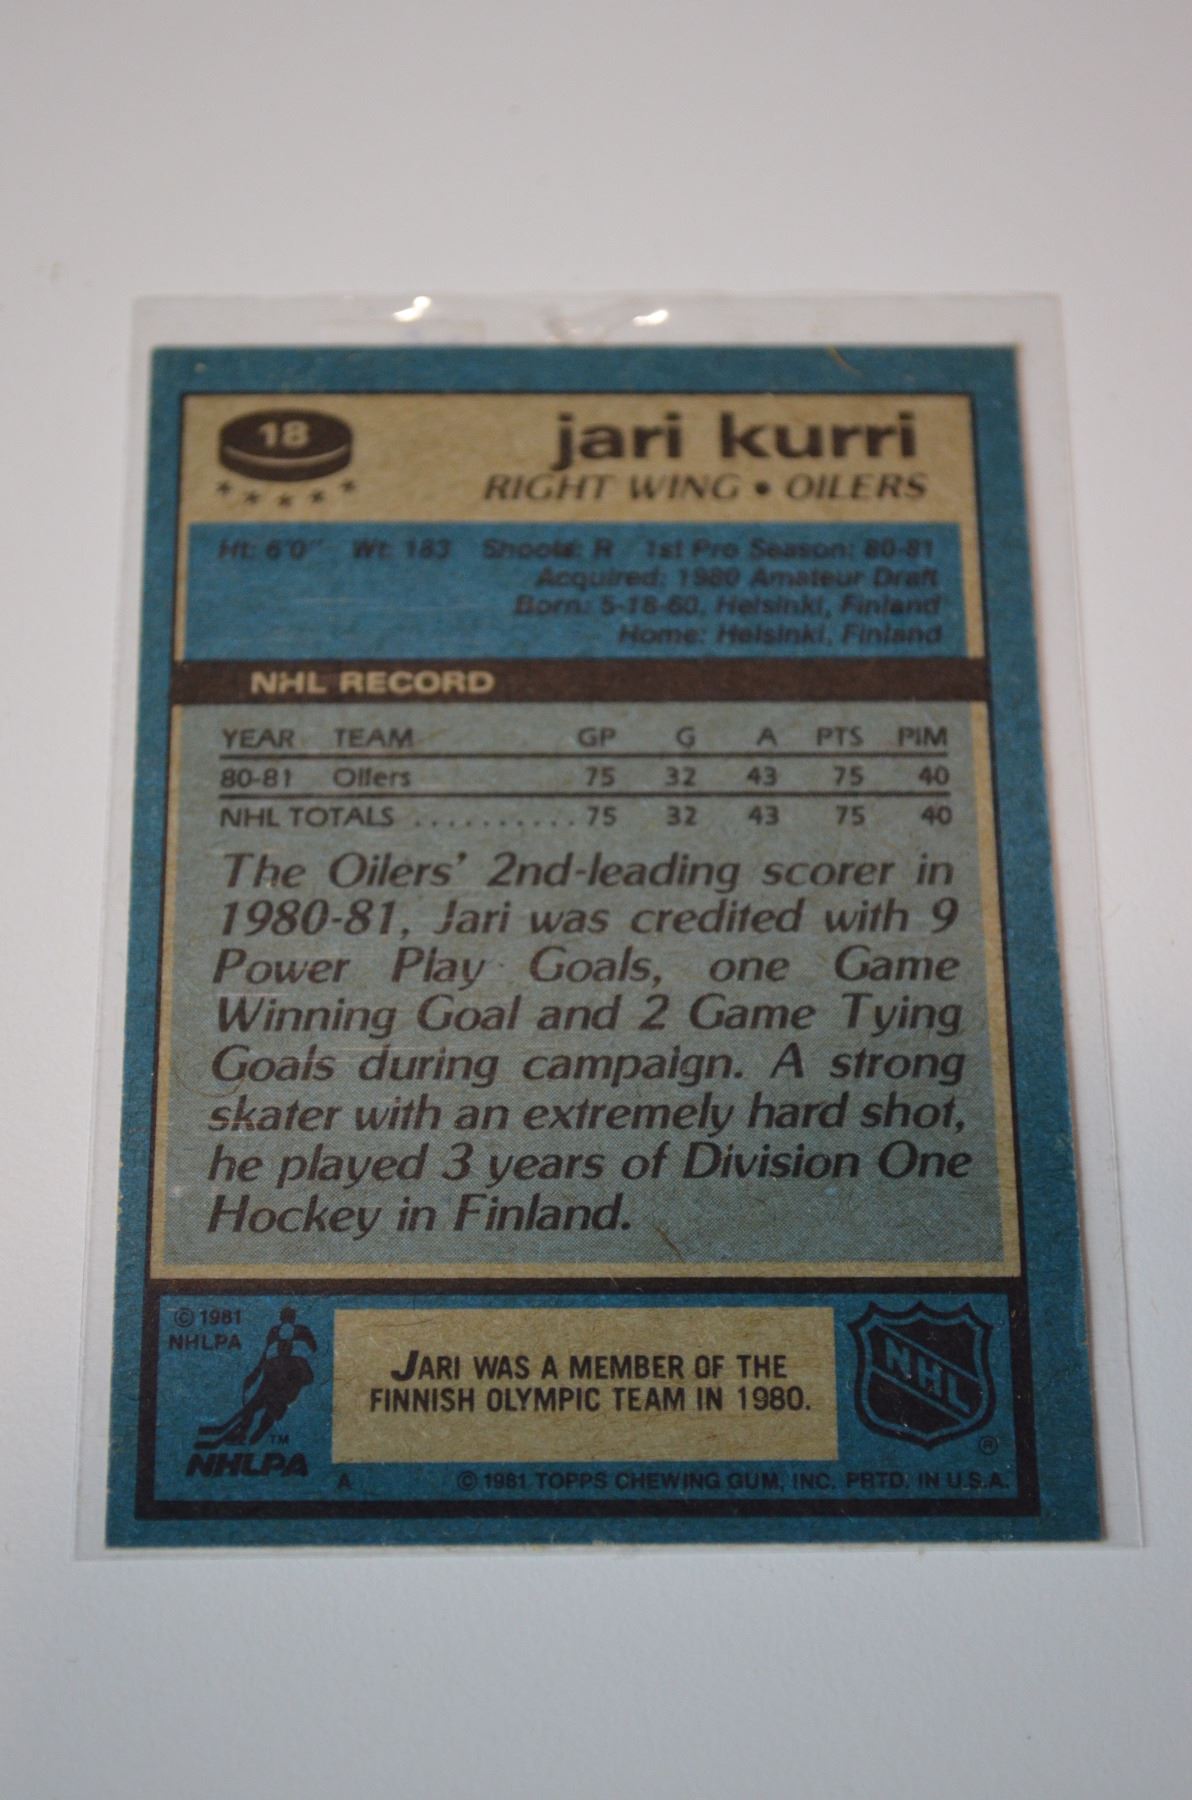 18
jari kurri
RIGHT WING • OILERS
Ht: 6'0" Wt: 183 Shoots: R 1st Pro Season: 80-81
Acquired: 1980 Amateur Draft
Born: 5-18-60, Helsinki, Finland
Home: Helsinki, Finland
NHL RECORD
YEAR TEAM GP G A PTS PIM
80-81 Oilers 75 32 43 75 40
NHL TOTALS .......... 75 32 43 75 40
The Oilers' 2nd-leading scorer in
1980-81, Jari was credited with 9
Power Play Goals, one Game
Winning Goal and 2 Game Tying
Goals during campaign. A strong
skater with an extremely hard shot,
he played 3 years of Division One
Hockey in Finland.
© 1981
NHLPA
TM
NHLPA
JARI WAS A MEMBER OF THE
FINNISH OLYMPIC TEAM IN 1980.
NHL
®
A © 1981 TOPPS CHEWING GUM, INC. PRTD. IN U.S.A.